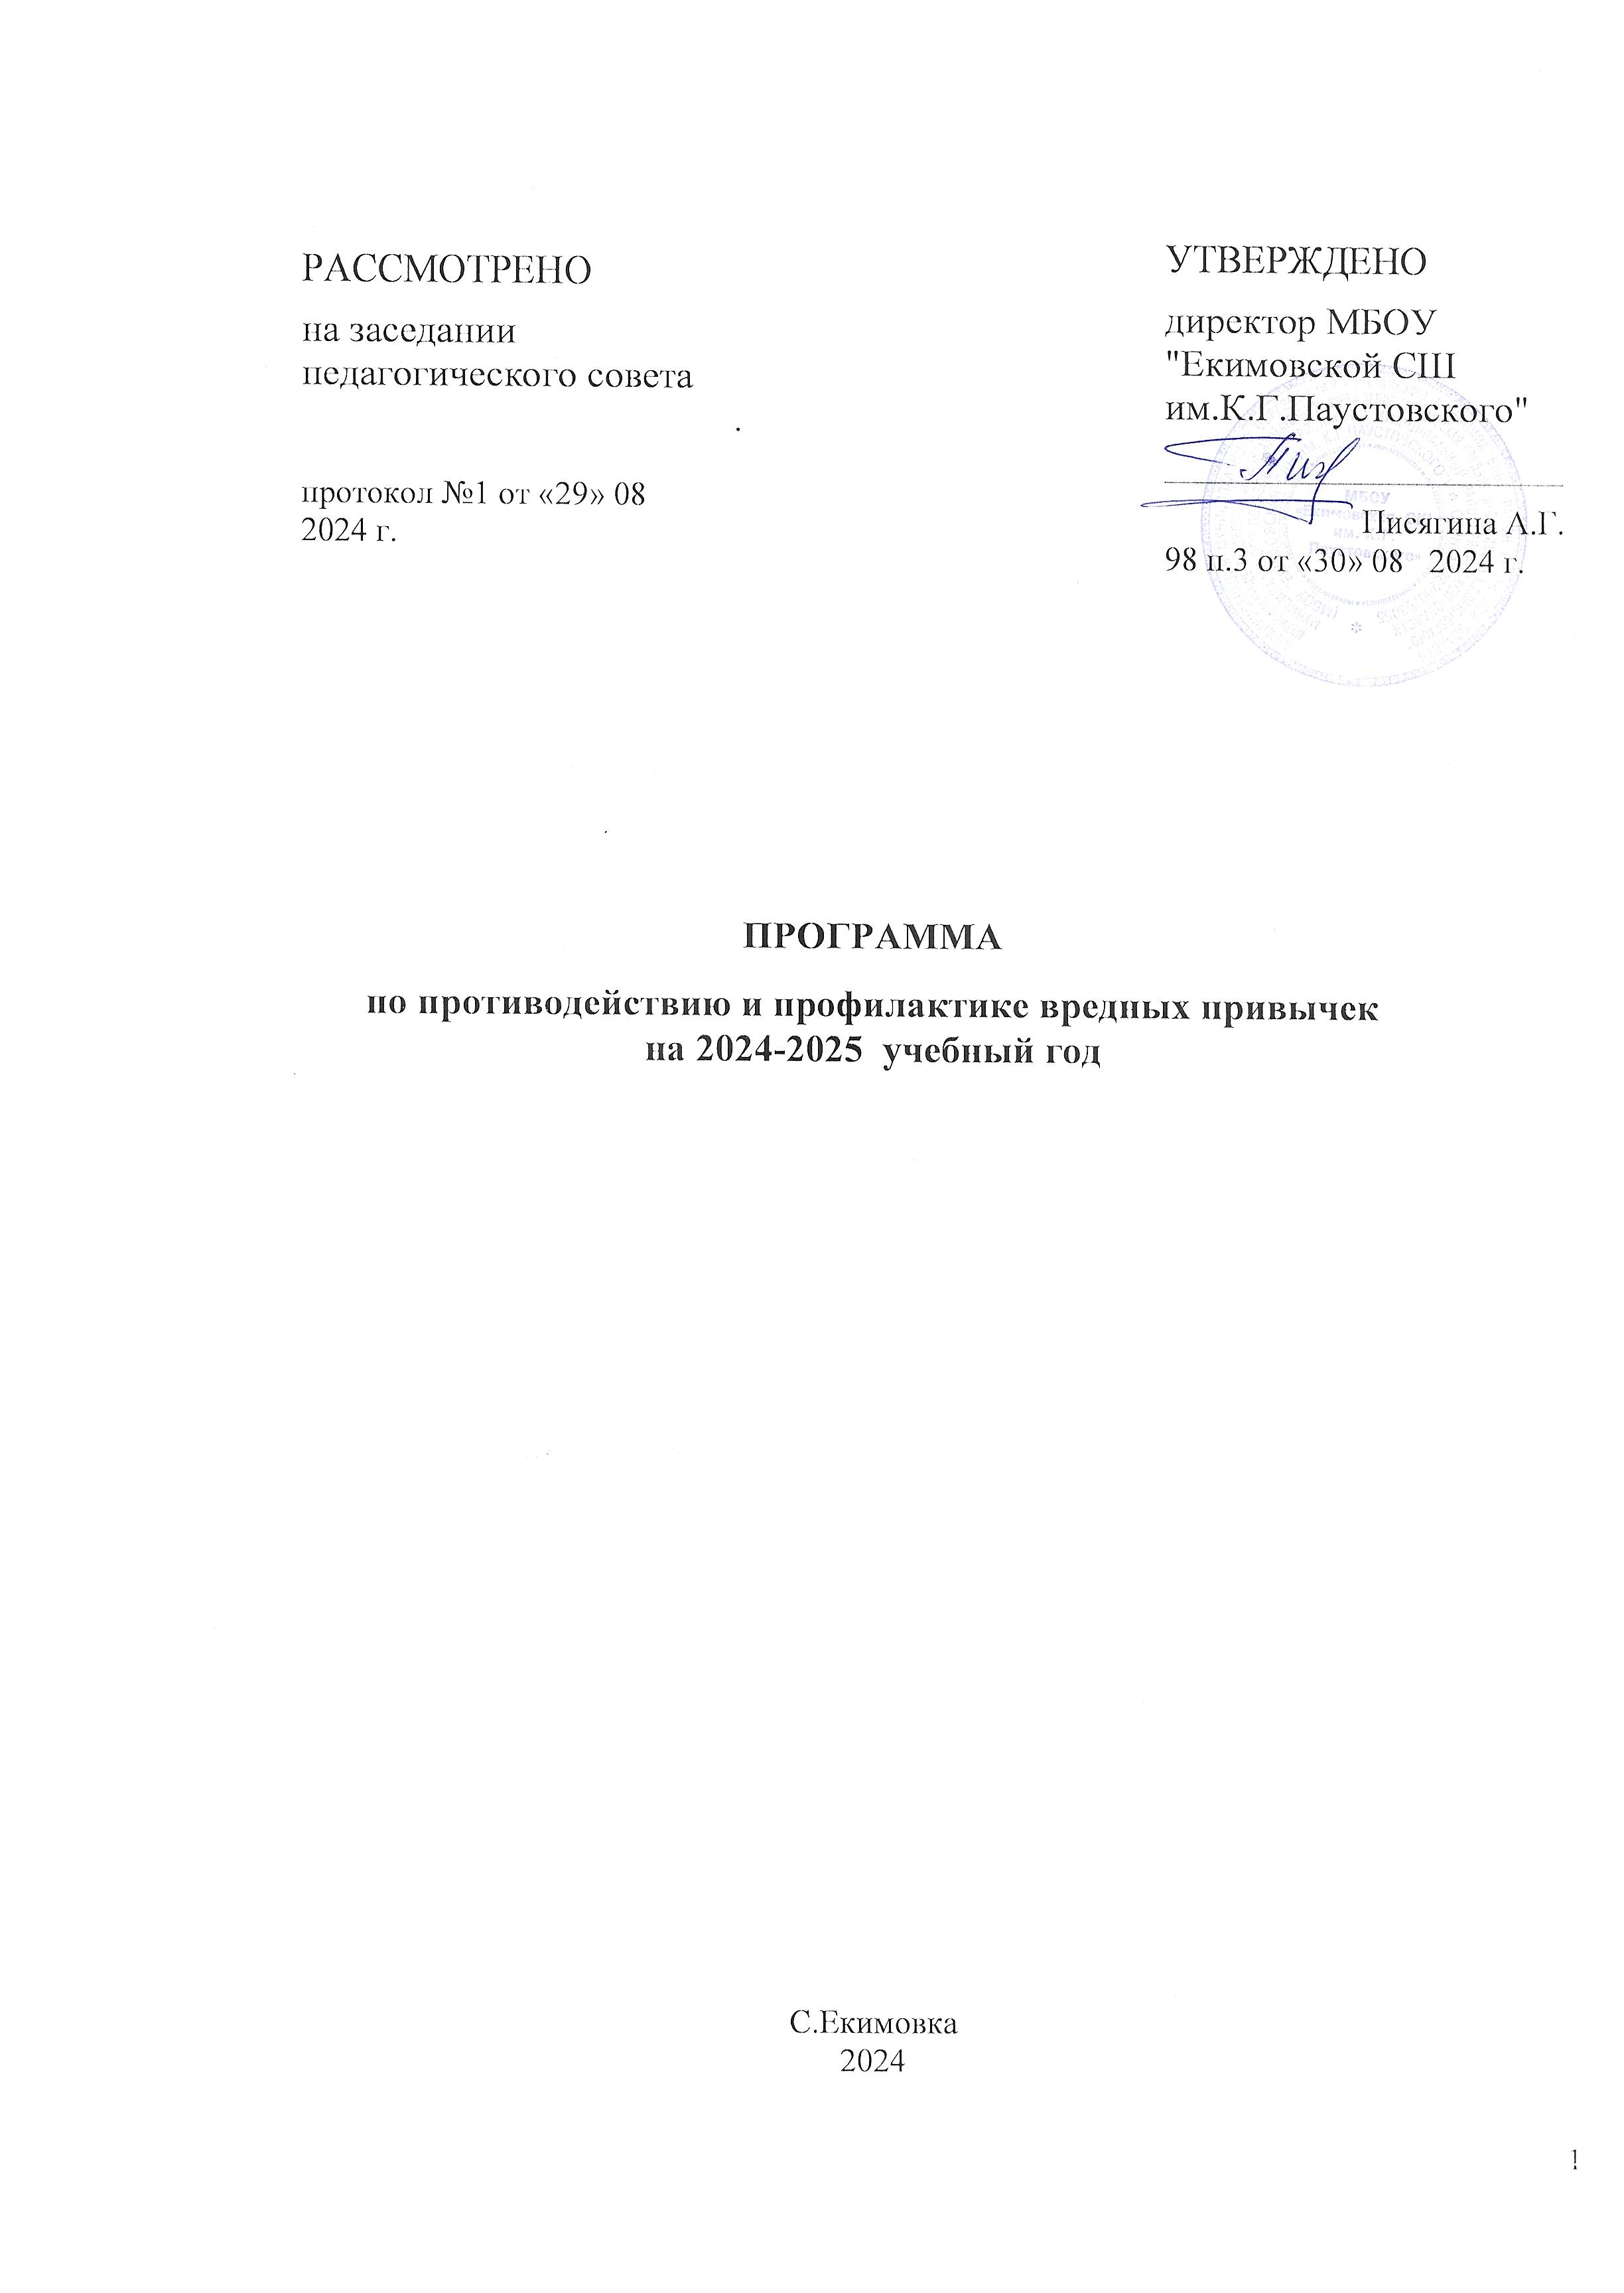 РАССМОТРЕНО
на заседании
педагогического совета
протокол №1 от «29» 08
2024 г.
УТВЕРЖДЕНО
директор МБОУ
"Екимовской СШ
им.К.Г.Паустовского"
МБОУ
Писягина А.Г.
98 п.3 от «30» 08 2024 г.
ПРОГРАММА
по противодействию и профилактике вредных привычек
на 2024-2025 учебный год
С.Екимовка
2024
1